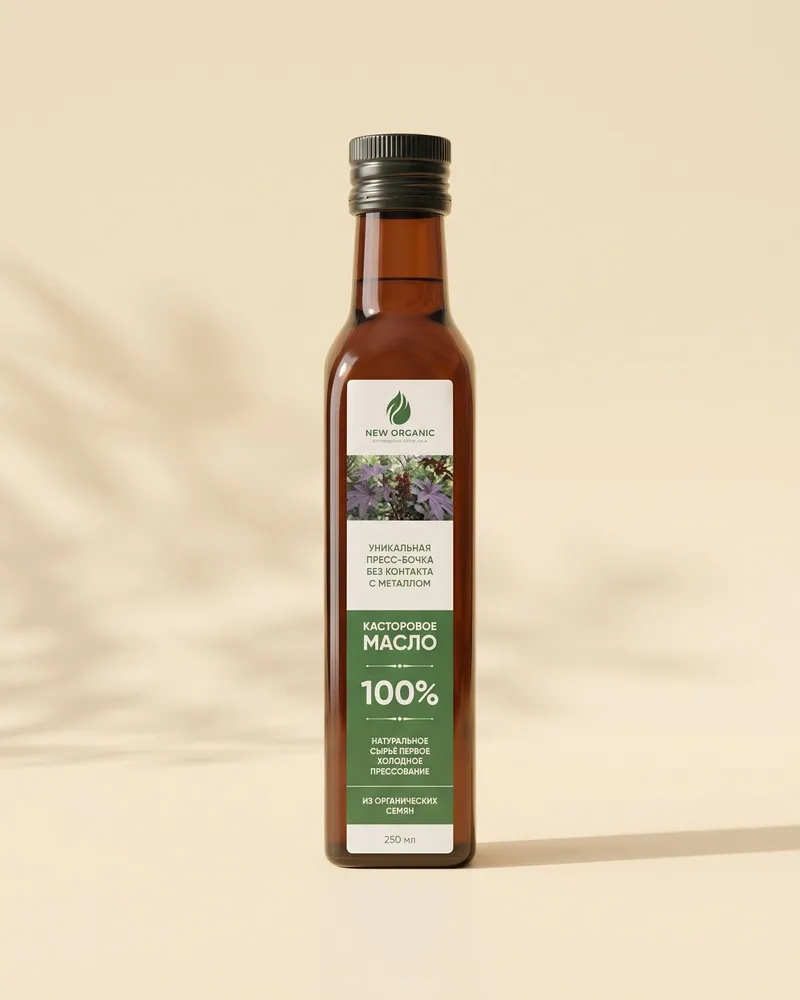 NEW ORGANIC
УНИКАЛЬНАЯ
ПРЕСС-БОЧКА
БЕЗ КОНТАКТА
С МЕТАЛЛОМ
КАСТОРОВОЕ
МАСЛО
100%
НАТУРАЛЬНОЕ
СЫРЬЁ ПЕРВОЕ
ХОЛОДНОЕ
ПРЕССОВАНИЕ
ИЗ ОРГАНИЧЕСКИХ
СЕМЯН
250 мл